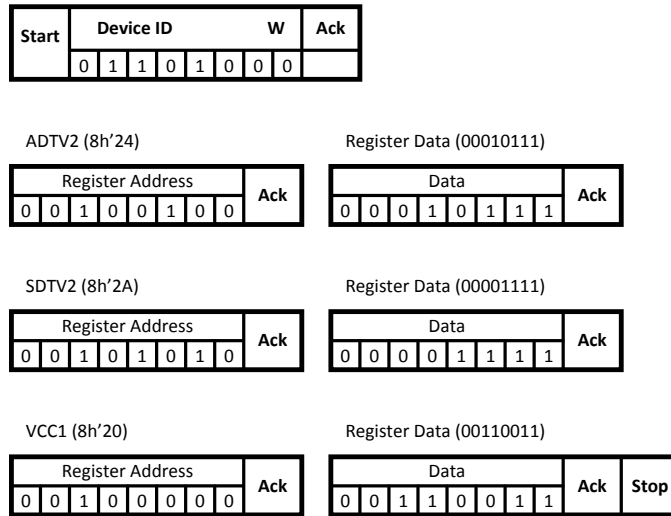 Start Device ID W Ack
0 1 1 0 1 0 0 0
ADTV2 (8h’24) Register Data (00010111)
Register Address Ack Data Ack
0 0 1 0 0 1 0 0 0 0 0 1 0 1 1 1
SDTV2 (8h’2A) Register Data (00001111)
Register Address Ack Data Ack
0 0 1 0 1 0 1 0 0 0 0 0 1 1 1 1
VCC1 (8h’20) Register Data (00110011)
Register Address Ack Data Ack Stop
0 0 1 0 0 0 0 0 0 0 1 1 0 0 1 1